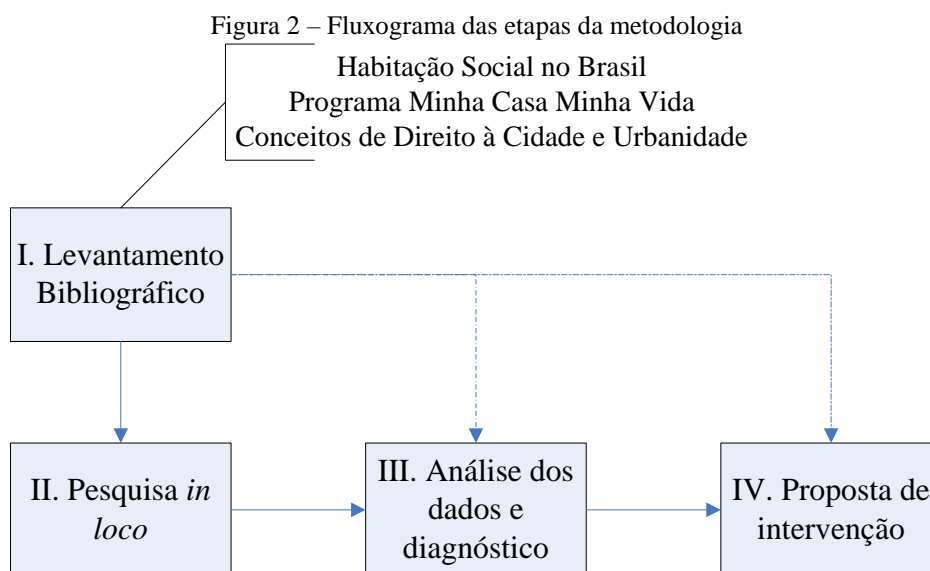 Figura 2 – Fluxograma das etapas da metodologia
Habitação Social no Brasil
Programa Minha Casa Minha Vida
Conceitos de Direito à Cidade e Urbanidade
I. Levantamento
Bibliográfico
II. Pesquisa in
loco
III. Análise dos
dados e
diagnóstico
IV. Proposta de
intervenção